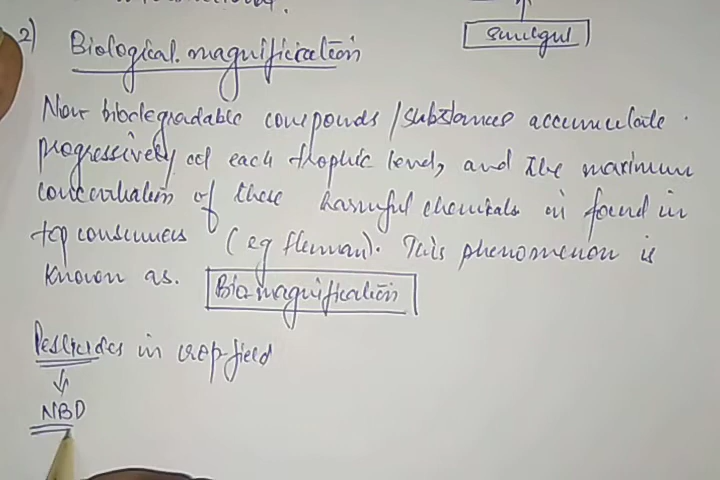 2) Biological magnification
Non biodegradable compounds / substances accumulate
progressively at each trophic level, and the maximum
concentration of these harmful chemicals is found in
top consumers (eg Human). This phenomenon is
known as. Bio-magnification
Pesticides in crop-field
NBD